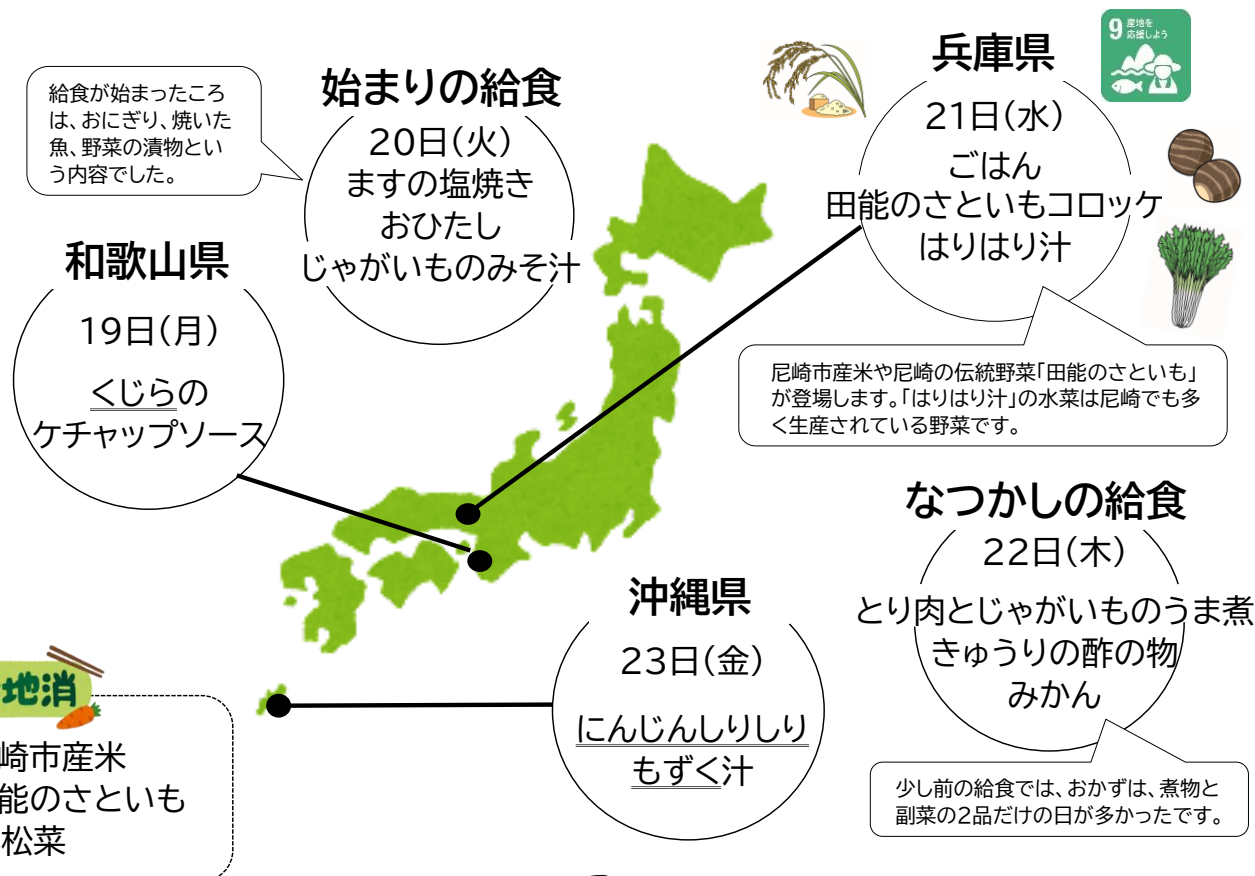 給食が始まったころ
は、おにぎり、焼いた
魚、野菜の漬物とい
う内容でした。
始まりの給食
20日(火)
ますの塩焼き
おひたし
じゃがいものみそ汁
兵庫県
9 産地を
応援しよう
21日(水)
ごはん
田能のさといもコロッケ
はりはり汁
尼崎市産米や尼崎の伝統野菜「田能のさといも」
が登場します。「はりはり汁」の水菜は尼崎でも多
く生産されている野菜です。
和歌山県
19日(月)
くじらの
ケチャップソース
なつかしの給食
22日(木)
とり肉とじゃがいものうま煮
きゅうりの酢の物
みかん
少し前の給食では、おかずは、煮物と
副菜の2品だけの日が多かったです。
沖縄県
23日(金)
にんじんしりしり
もずく汁
地消
崎市産米
能のさといも
松菜